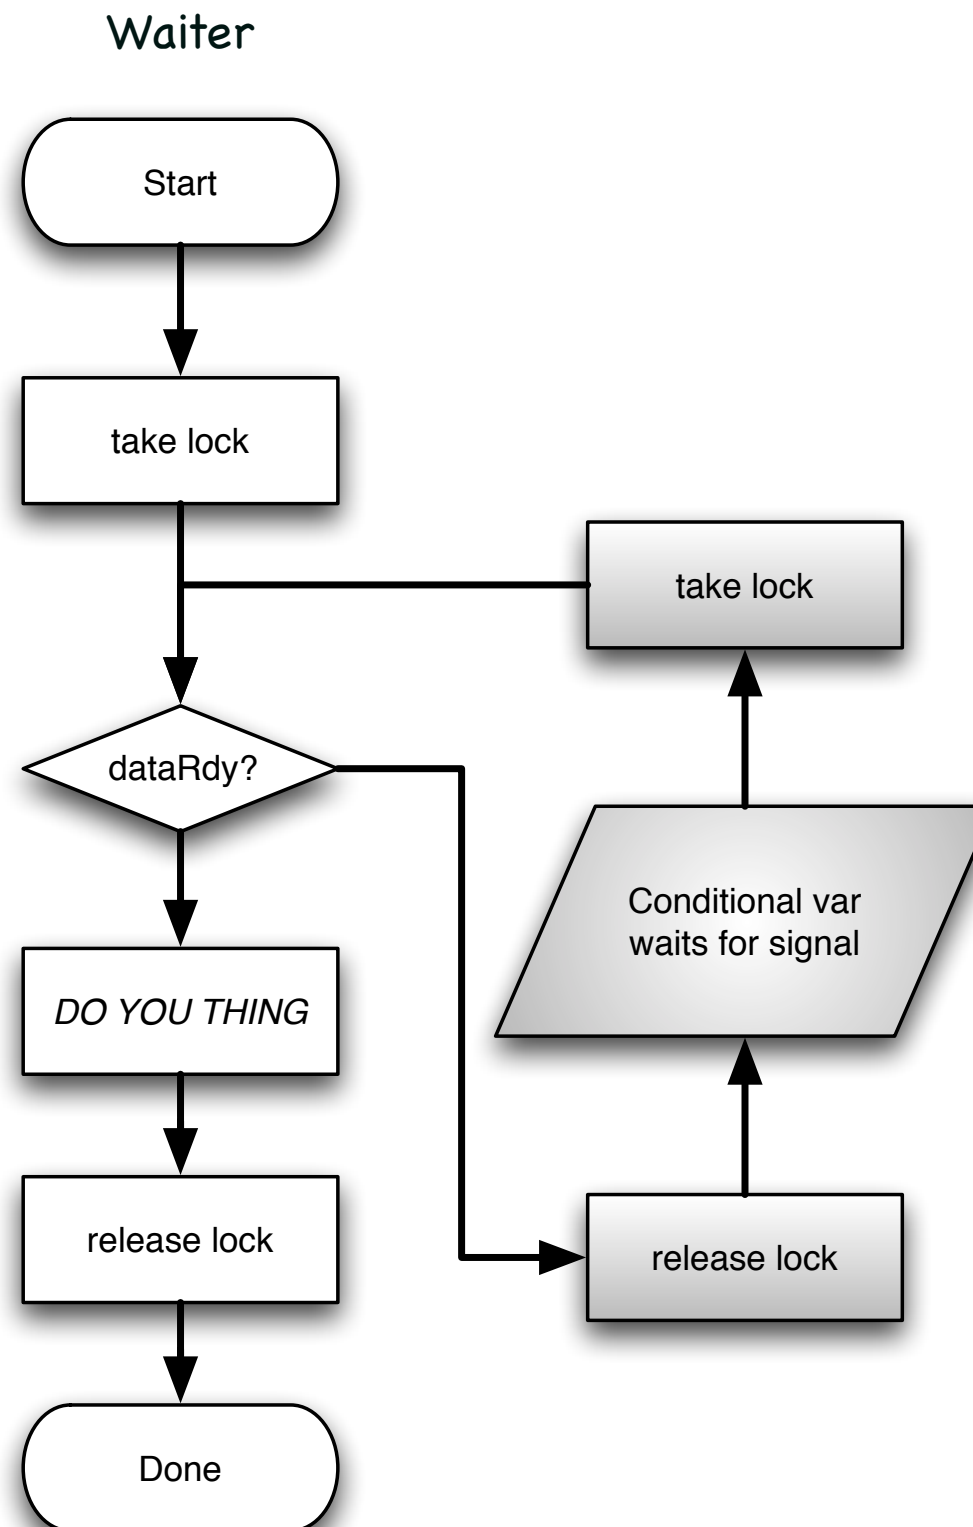 Waiter
Start
take lock
take lock
dataRdy?
Conditional var
waits for signal
DO YOU THING
release lock
release lock
Done